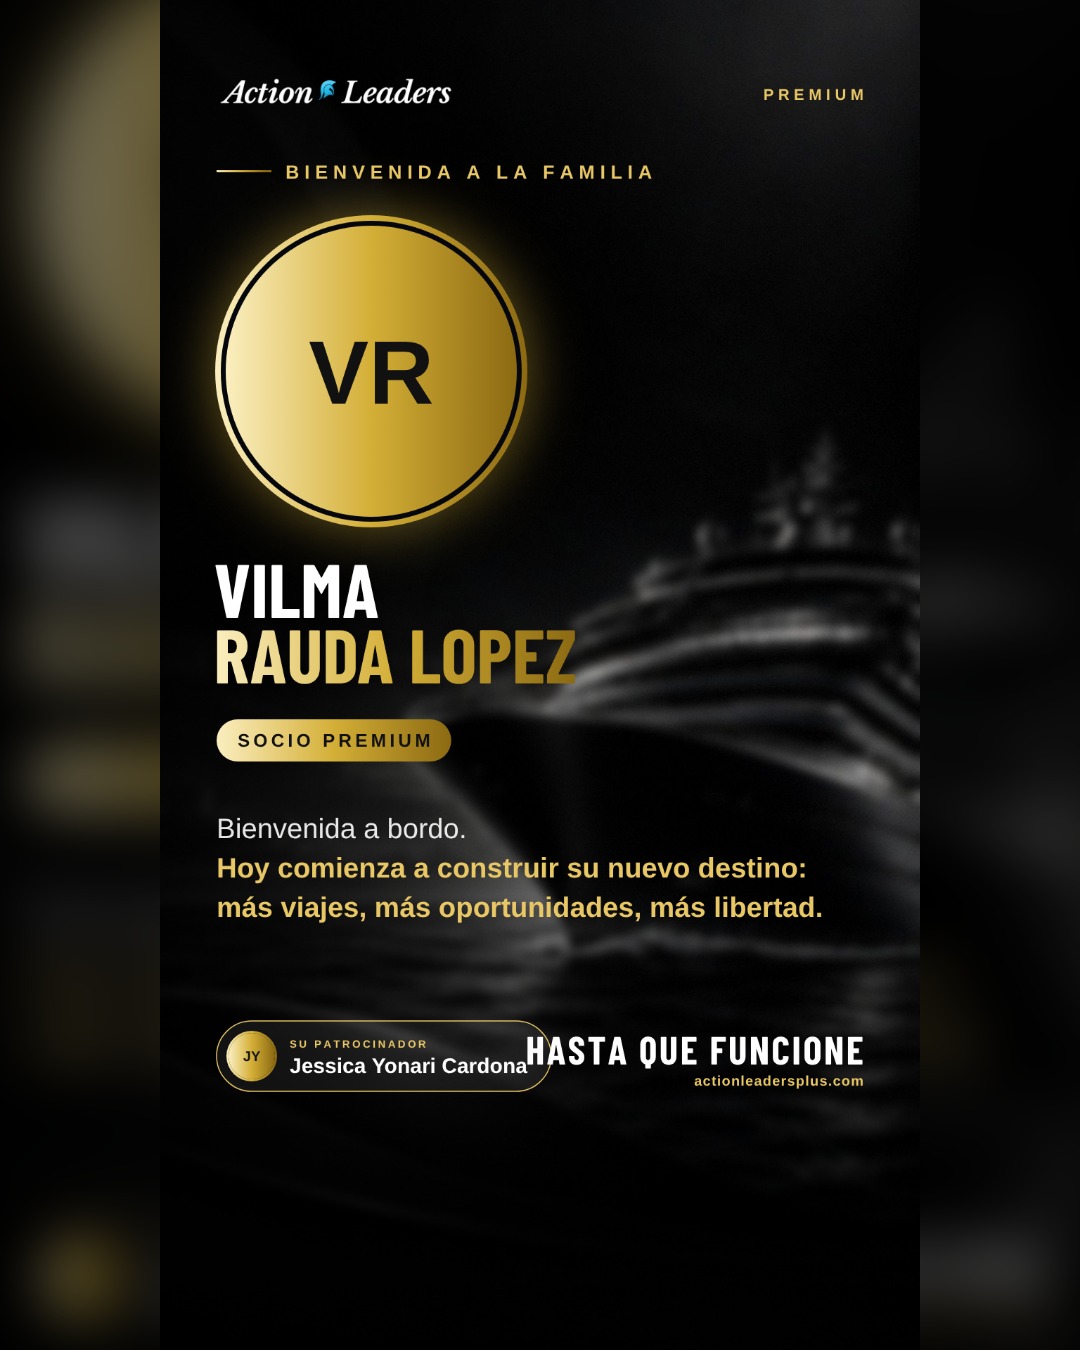 Action Leaders
PREMIUM
BIENVENIDA A LA FAMILIA
VR
VILMA
RAUDA LOPEZ
SOCIO PREMIUM
Bienvenida a bordo.
Hoy comienza a construir su nuevo destino:
más viajes, más oportunidades, más libertad.
JY
SU PATROCINADOR
Jessica Yonari Cardona
HASTA QUE FUNCIONE
actionleadersplus.com